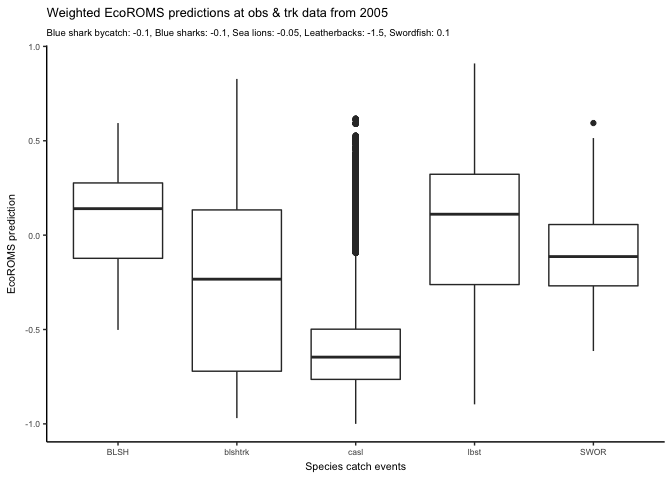 Weighted EcoROMS predictions at obs & trk data from 2005
Blue shark bycatch: -0.1, Blue sharks: -0.1, Sea lions: -0.05, Leatherbacks: -1.5, Swordfish: 0.1
1.0
0.5
0.0
-0.5
-1.0
EcoROMS prediction
BLSH blshtrk casl lbst SWOR
Species catch events